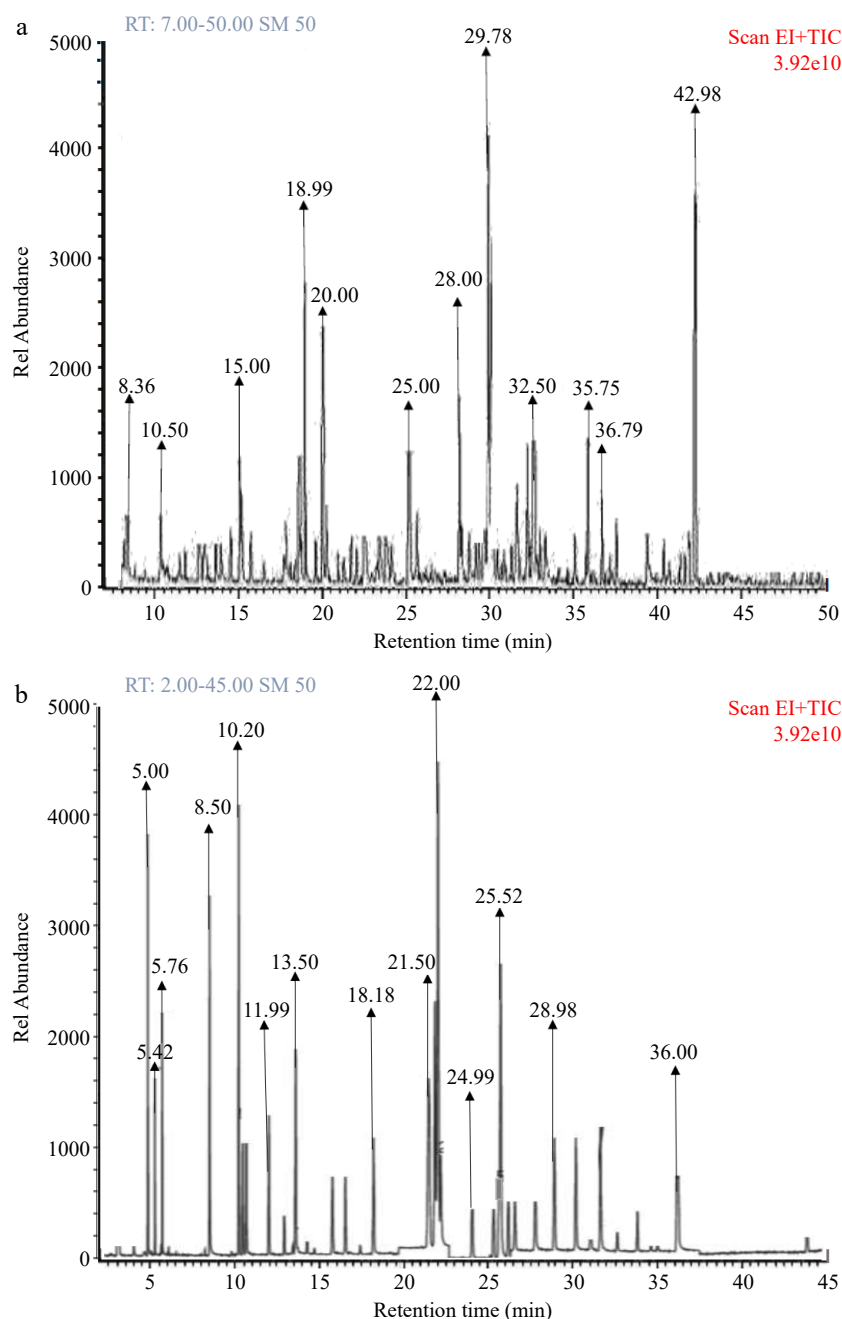 a
RT: 7.00-50.00 SM 50
Scan EI+TIC
3.92e10
5000
4000
3000
2000
1000
0
Rel Abundance
8.36
10.50
15.00
18.99
20.00
25.00
28.00
29.78
32.50
35.75
36.79
42.98
10 15 20 25 30 35 40 45 50
Retention time (min)
b
RT: 2.00-45.00 SM 50
Scan EI+TIC
3.92e10
5000
4000
3000
2000
1000
0
Rel Abundance
5.00
5.42
5.76
8.50
10.20
11.99
13.50
18.18
21.50
22.00
24.99
25.52
28.98
36.00
5 10 15 20 25 30 35 40 45
Retention time (min)